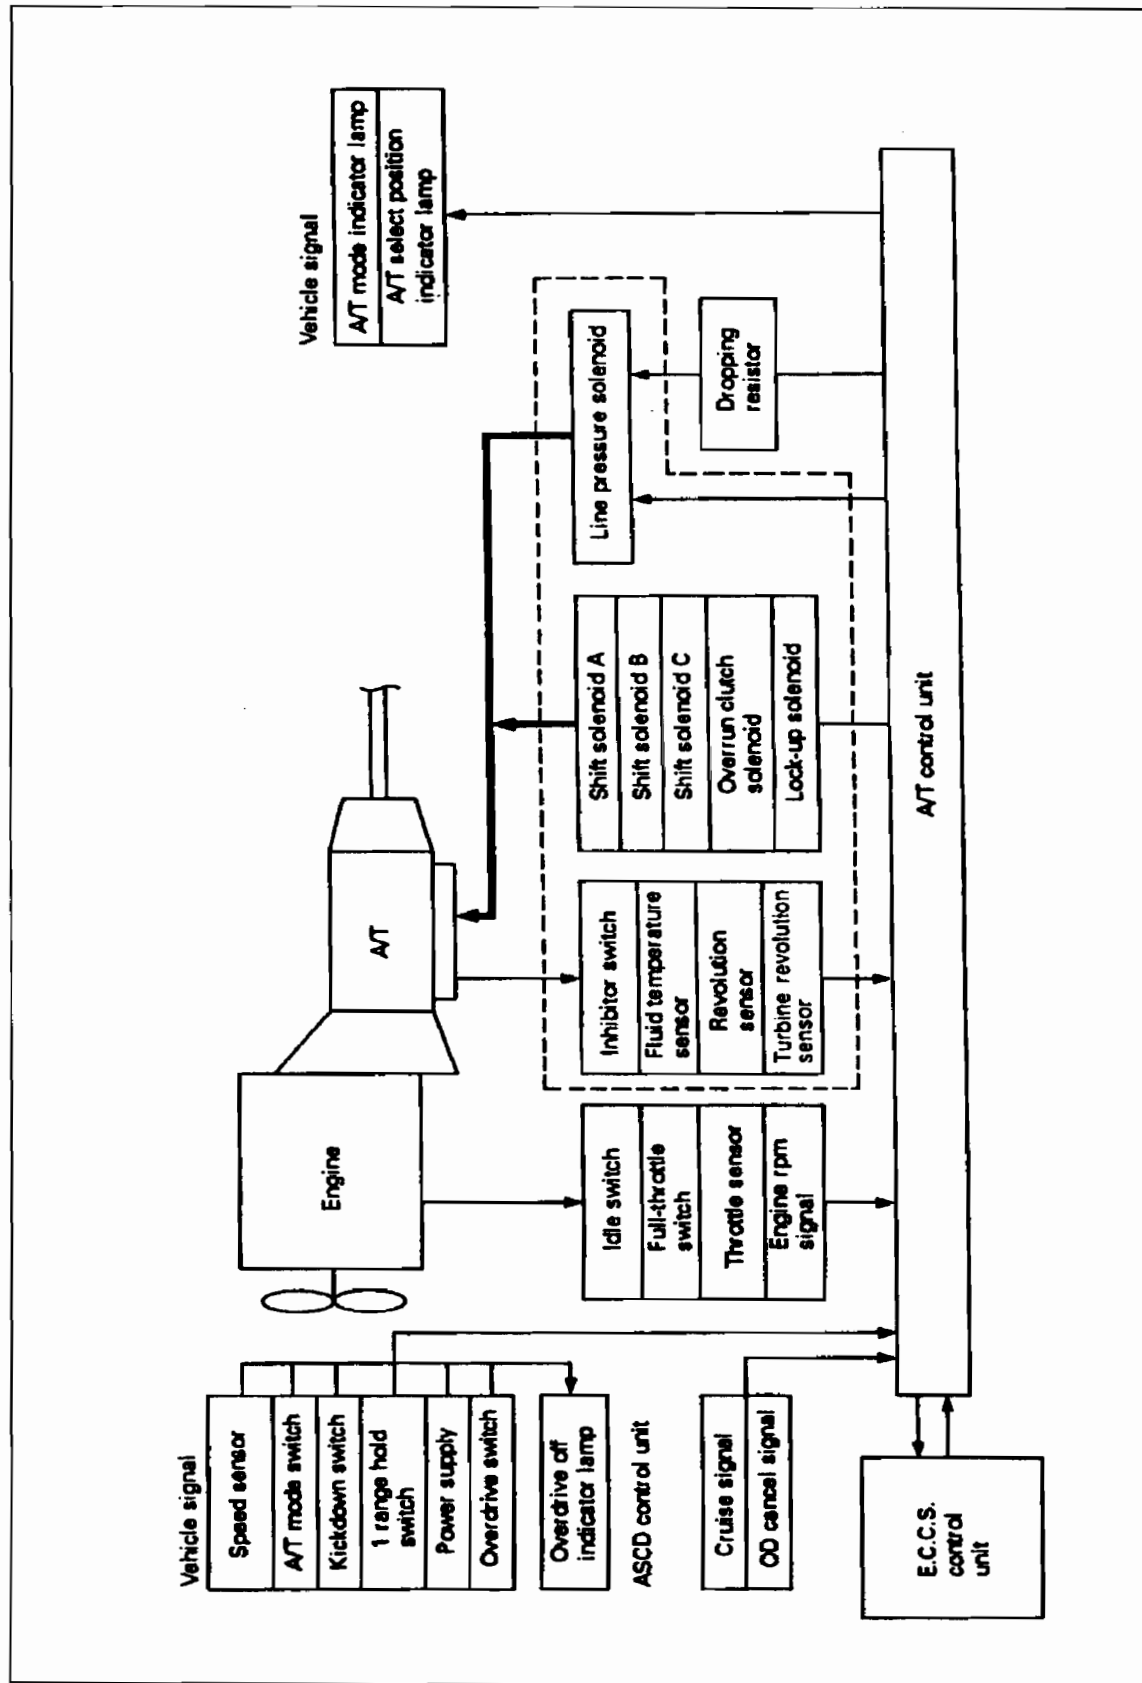 Vehicle signal
Speed sensor
A/T mode switch
Kickdown switch
1 range hold
switch
Power supply
Overdrive switch
Overdrive off
indicator lamp
ASCD control unit
Cruise signal
OD cancel signal
E.C.C.S.
control
unit
Engine
Idle switch
Full-throttle
switch
Throttle sensor
Engine rpm
signal
A/T
Inhibitor switch
Fluid temperature
sensor
Revolution
sensor
Turbine revolution
sensor
Shift solenoid A
Shift solenoid B
Shift solenoid C
Overrun clutch
solenoid
Lock-up solenoid
Line pressure solenoid
Dropping
resistor
Vehicle signal
A/T mode indicator lamp
A/T select position
indicator lamp
A/T control unit